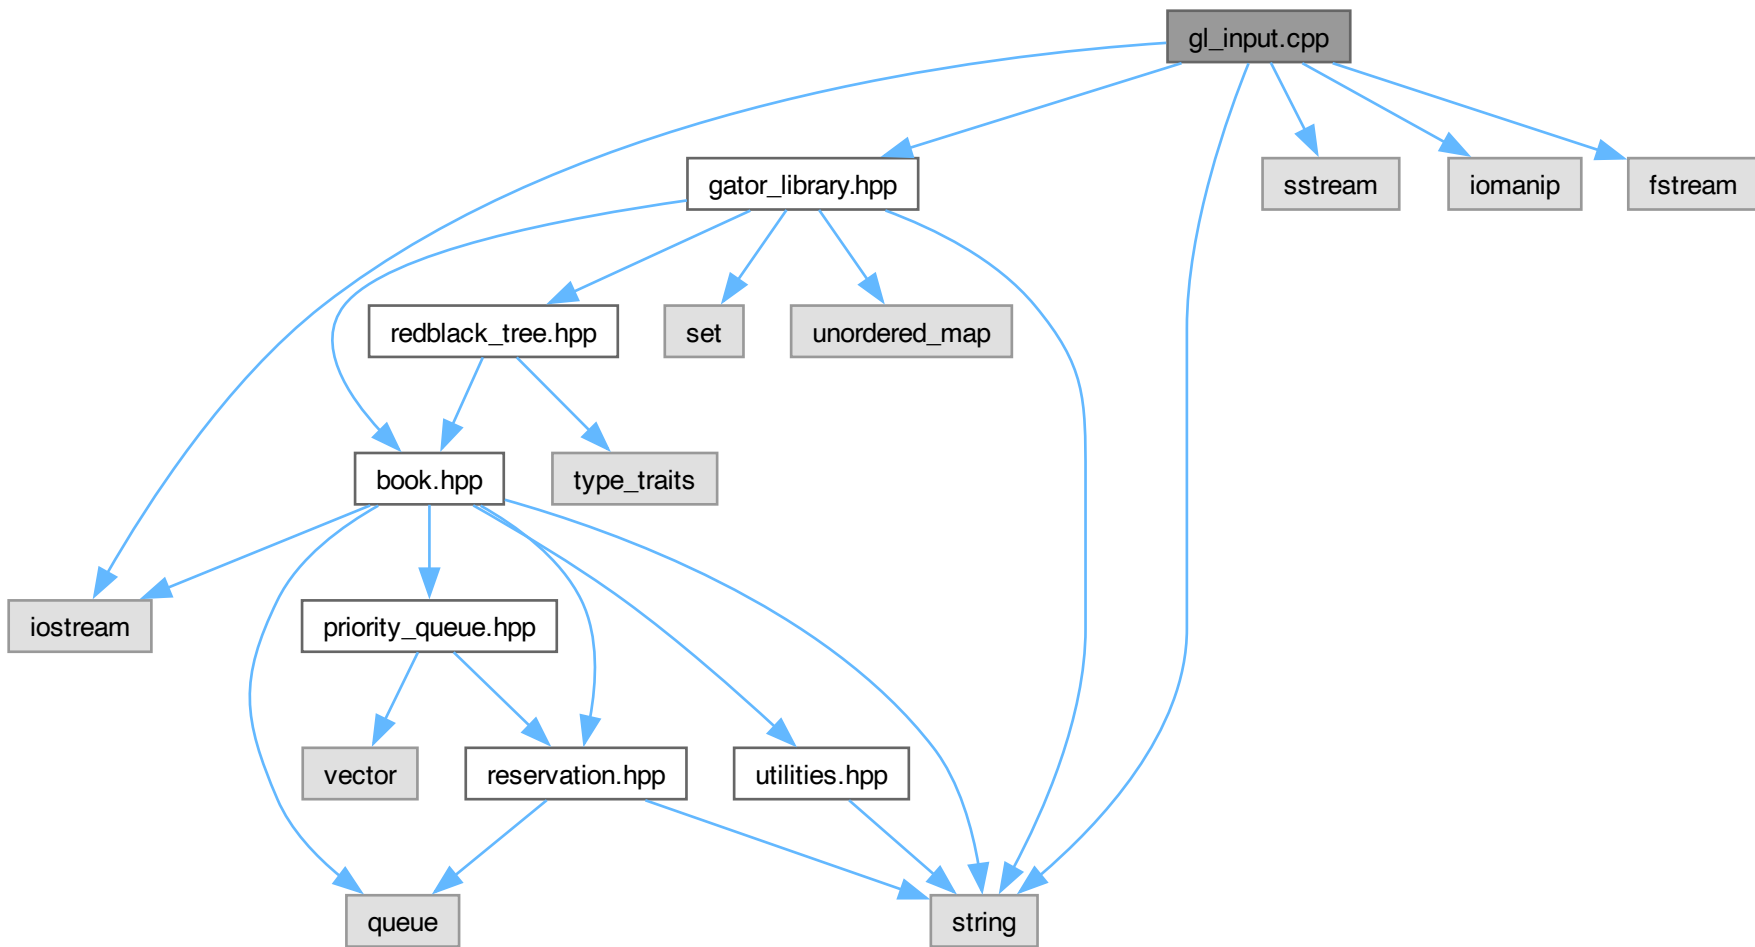 gl_input.cpp
gator_library.hpp
sstream
iomanip
fstream
redblack_tree.hpp
set
unordered_map
book.hpp
type_traits
iostream
priority_queue.hpp
vector
reservation.hpp
utilities.hpp
queue
string